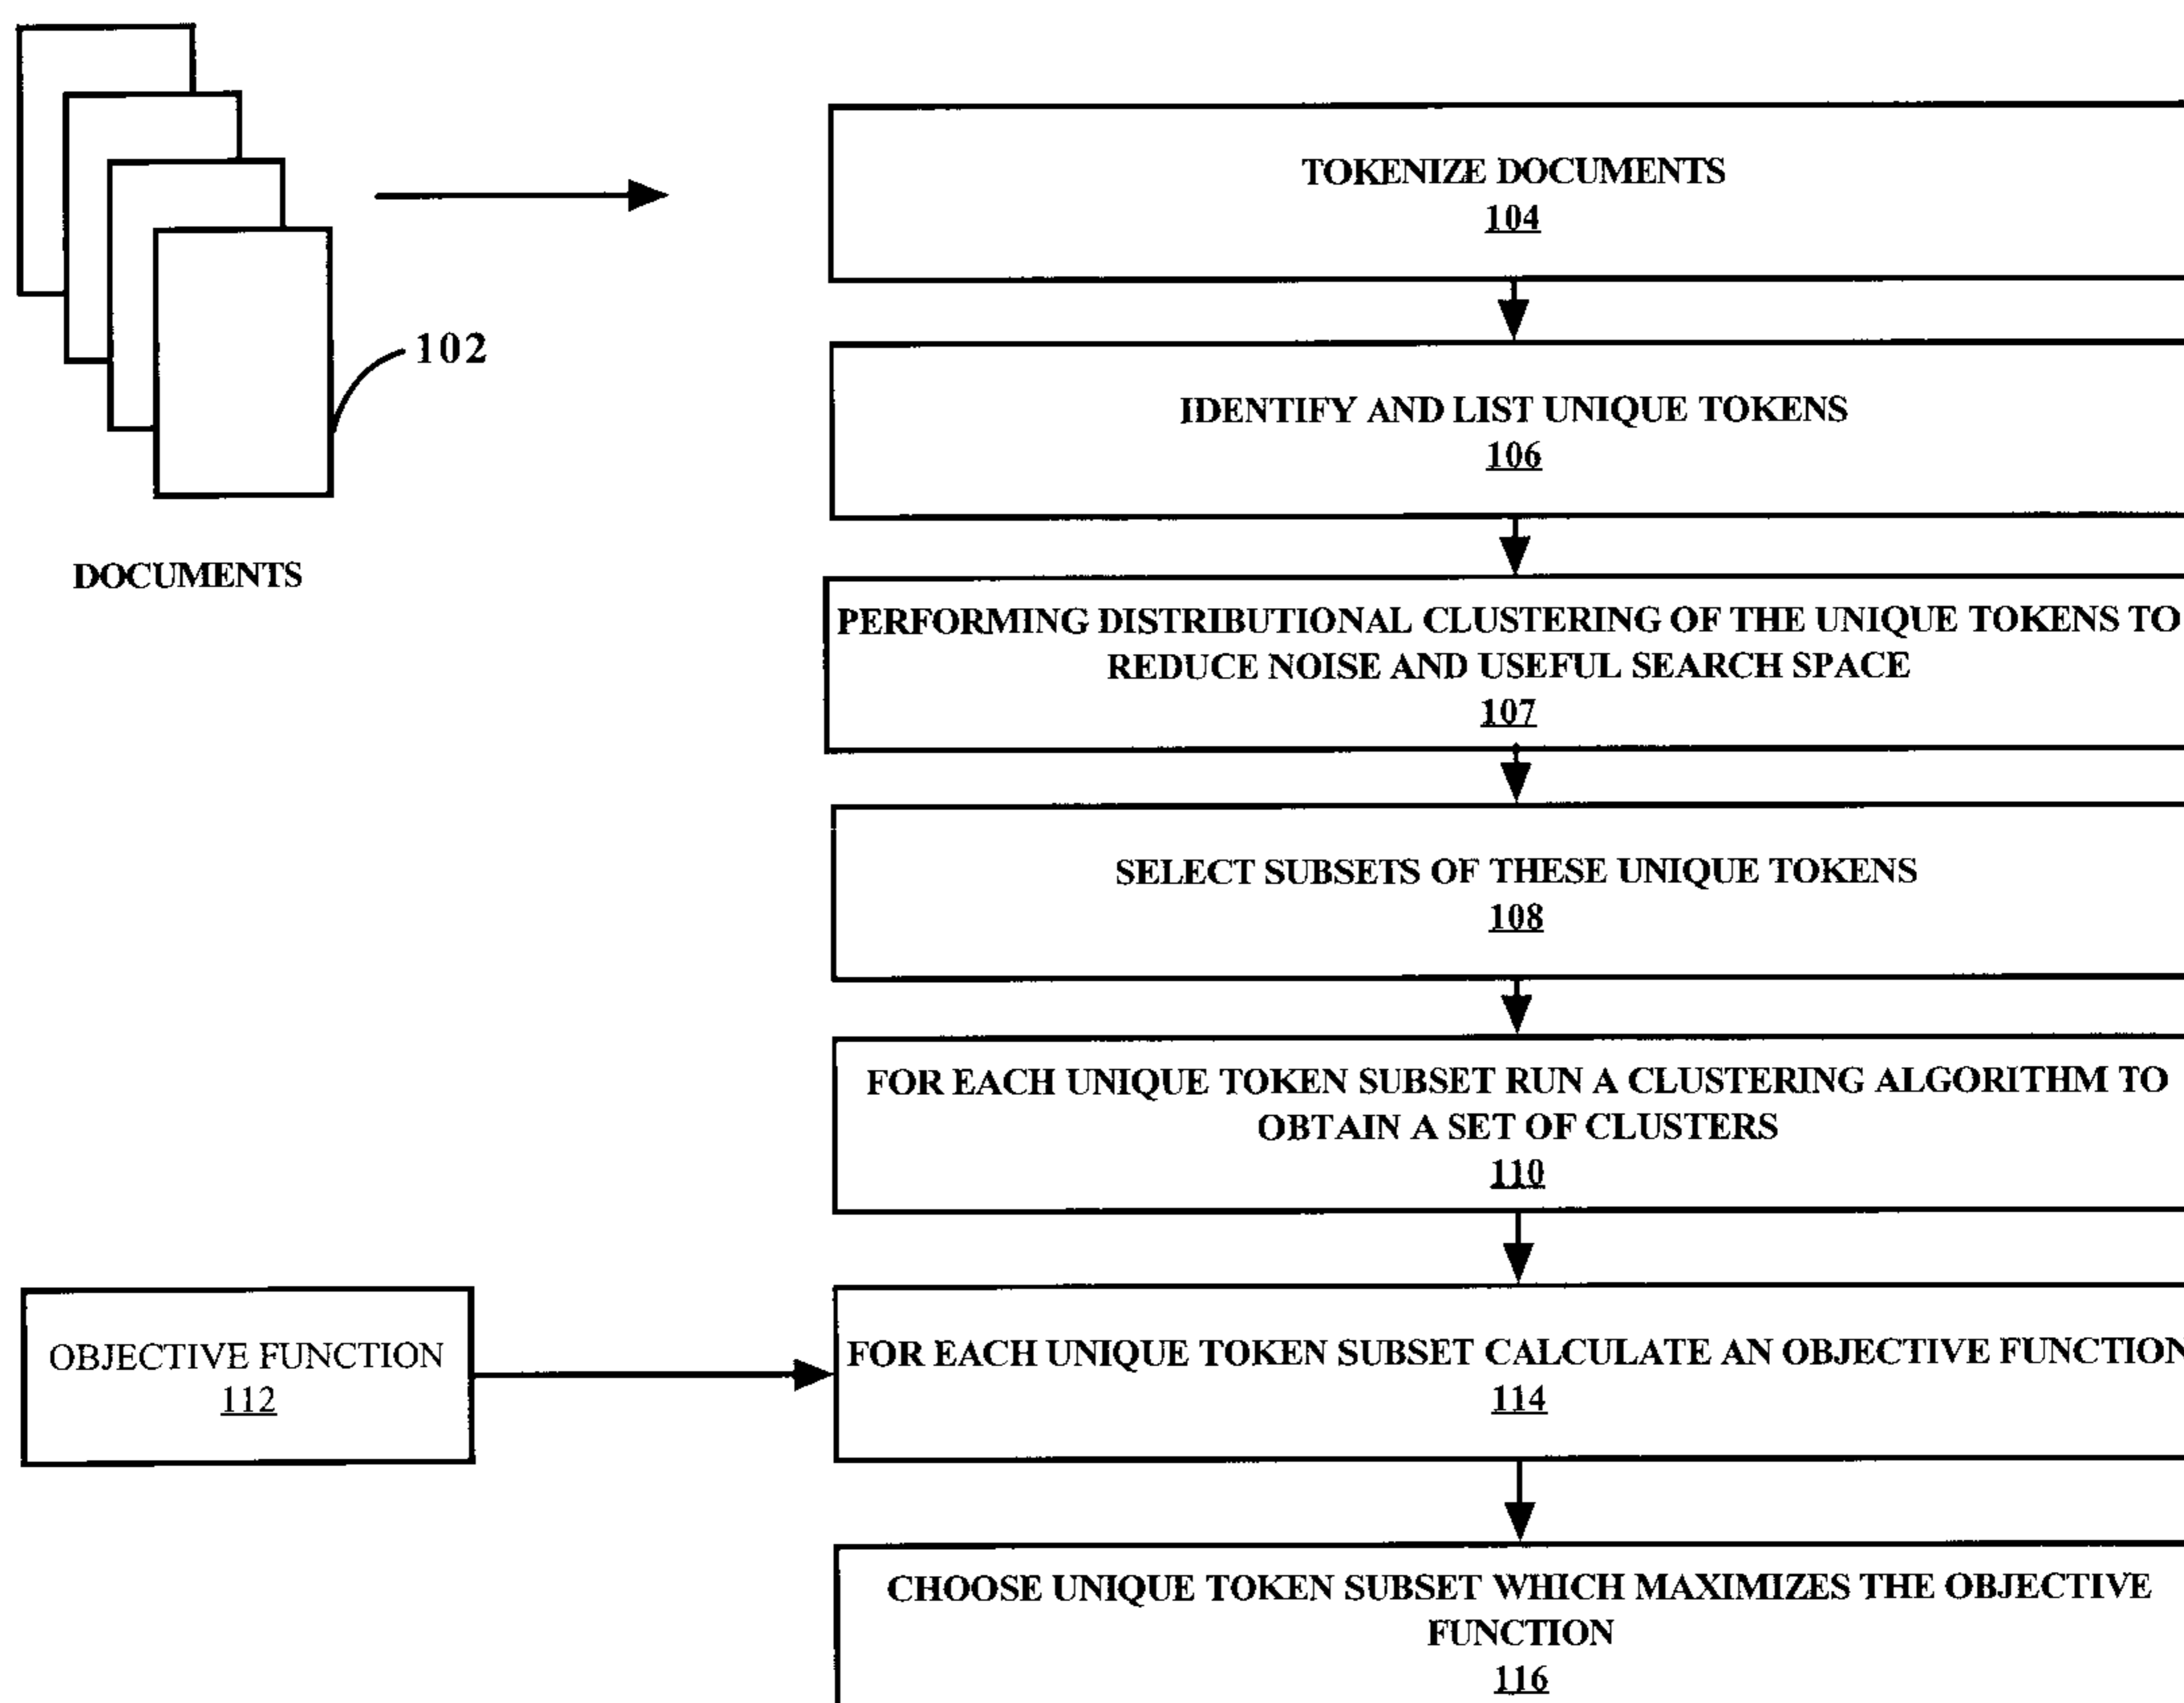 TOKENIZE DOCUMENTS
104
102
IDENTIFY AND LIST UNIQUE TOKENS
106
DOCUMENTS
PERFORMING DISTRIBUTIONAL CLUSTERING OF THE UNIQUE TOKENS TO
REDUCE NOISE AND USEFUL SEARCH SPACE
107
SELECT SUBSETS OF THESE UNIQUE TOKENS
108
FOR EACH UNIQUE TOKEN SUBSET RUN A CLUSTERING ALGORITHM TO
OBTAIN A SET OF CLUSTERS
110
OBJECTIVE FUNCTION
112
FOR EACH UNIQUE TOKEN SUBSET CALCULATE AN OBJECTIVE FUNCTION
114
CHOOSE UNIQUE TOKEN SUBSET WHICH MAXIMIZES THE OBJECTIVE
FUNCTION
116